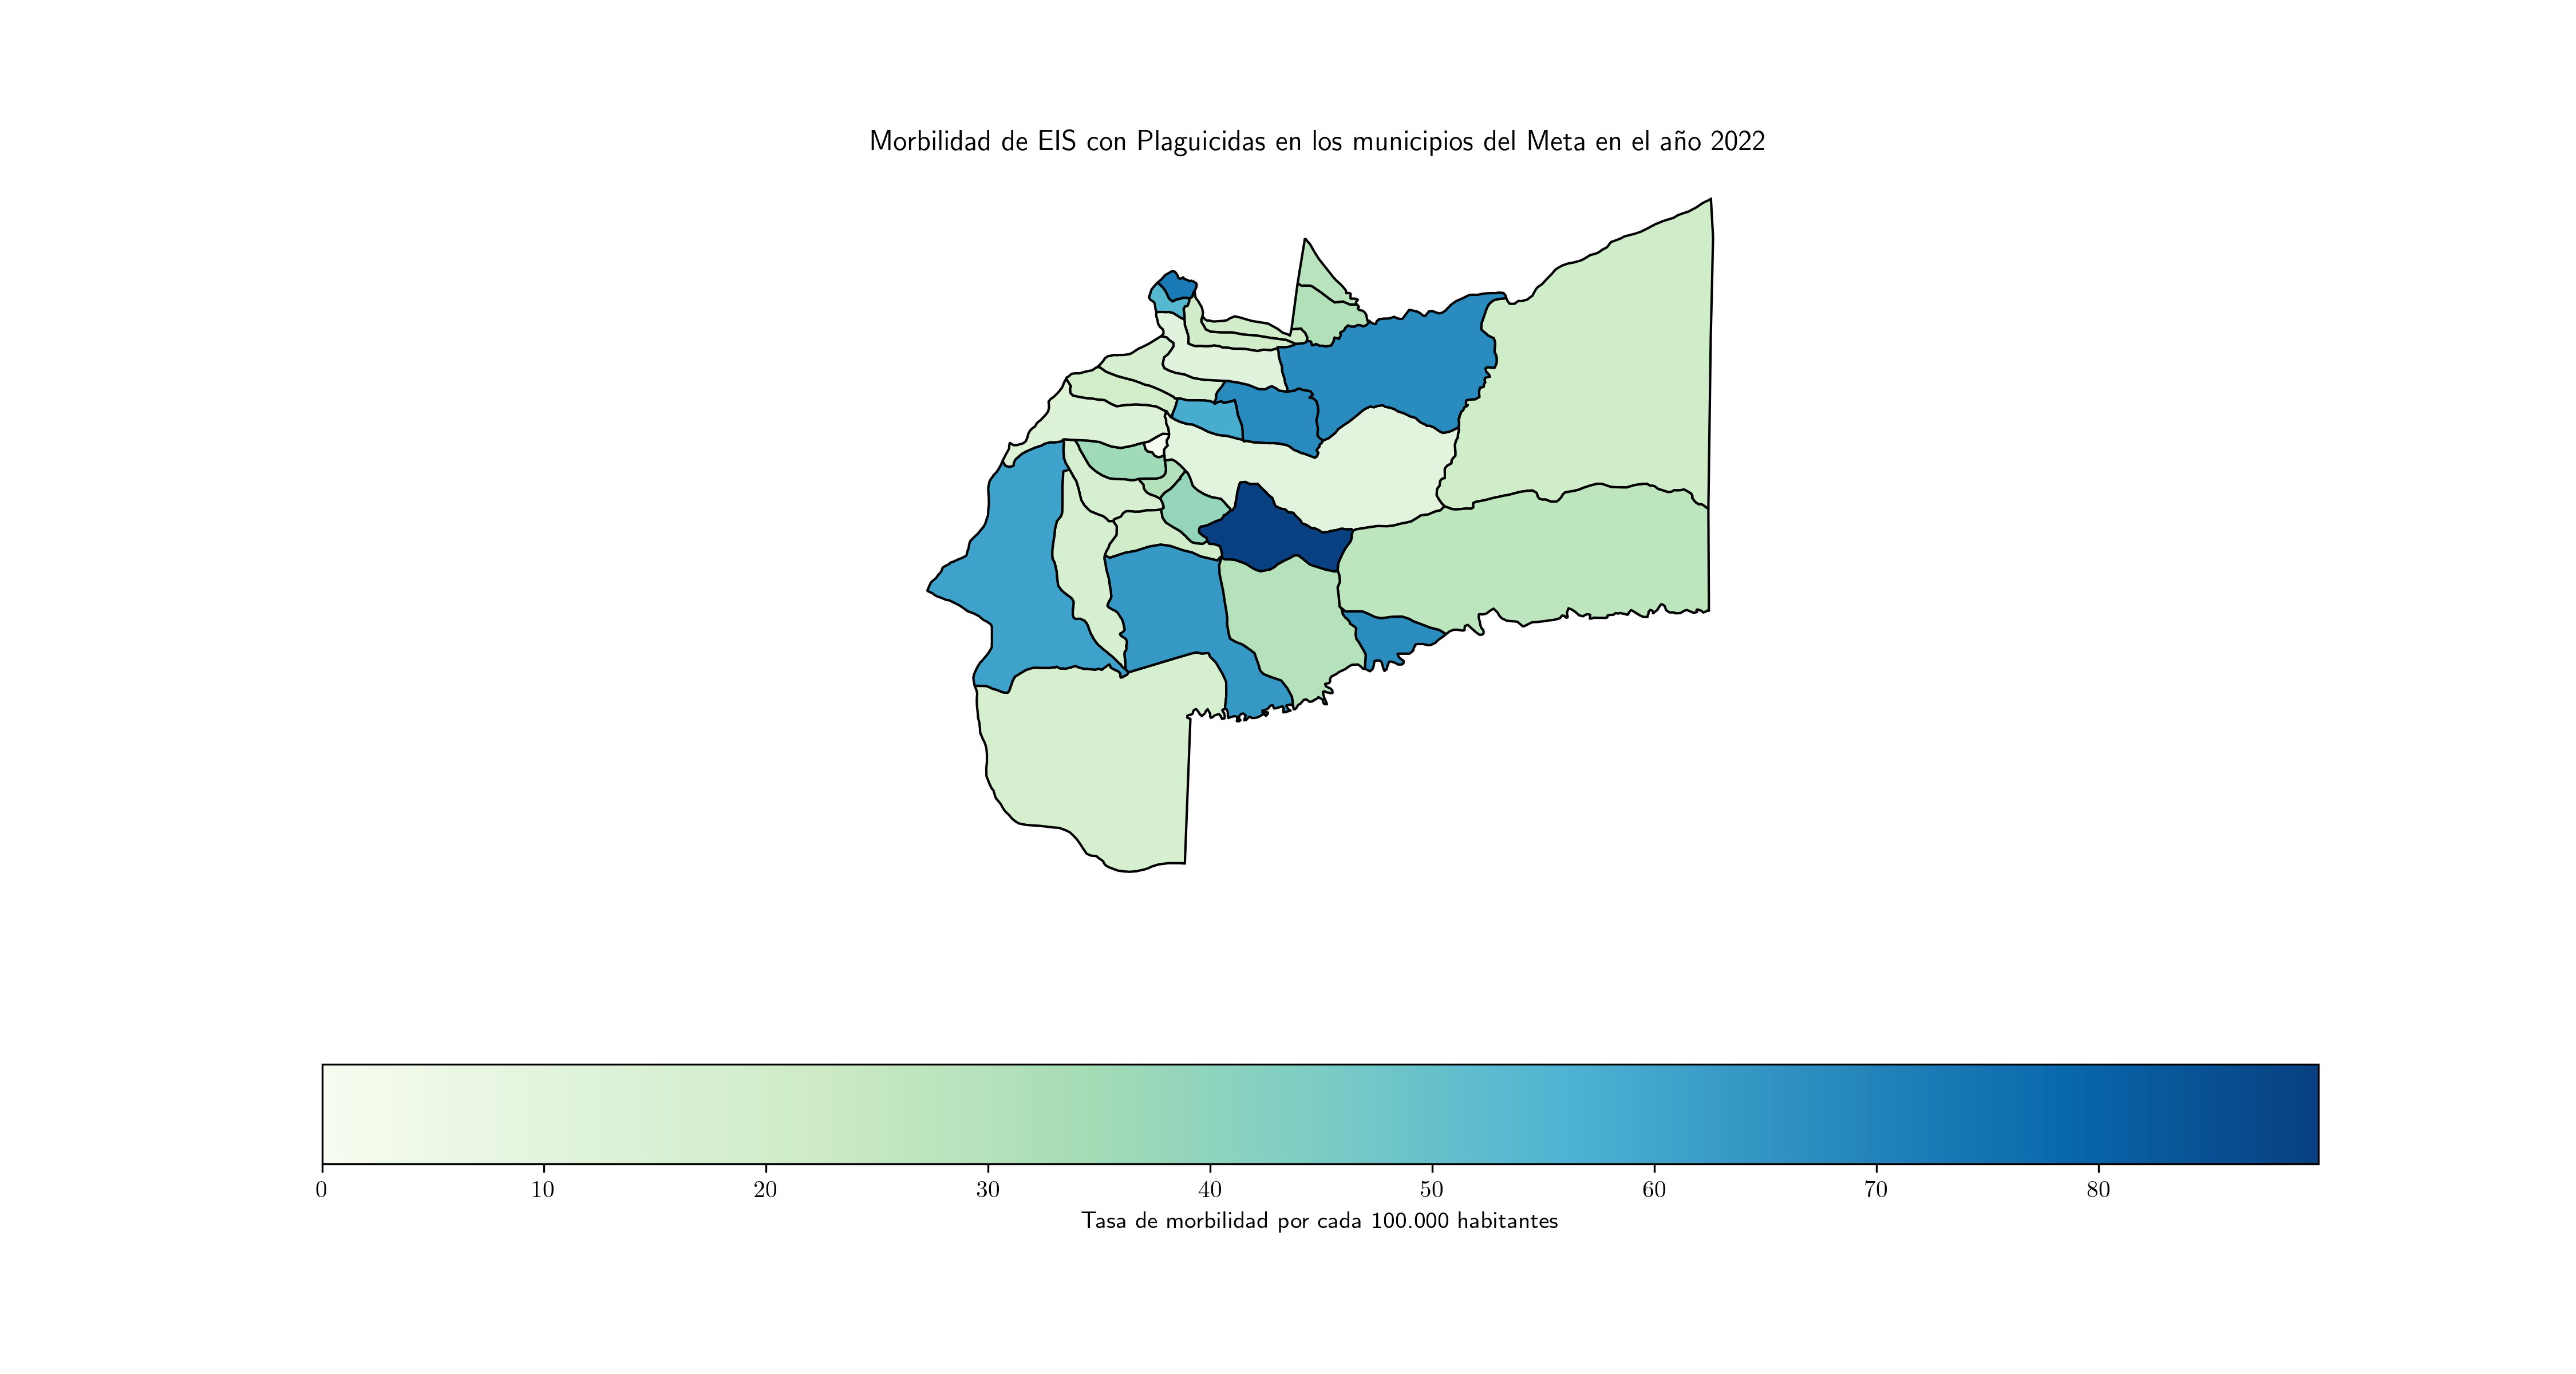 Morbilidad de EIS con Plaguicidas en los municipios del Meta en el año 2022
0 10 20 30 40 50 60 70 80
Tasa de morbilidad por cada 100.000 habitantes